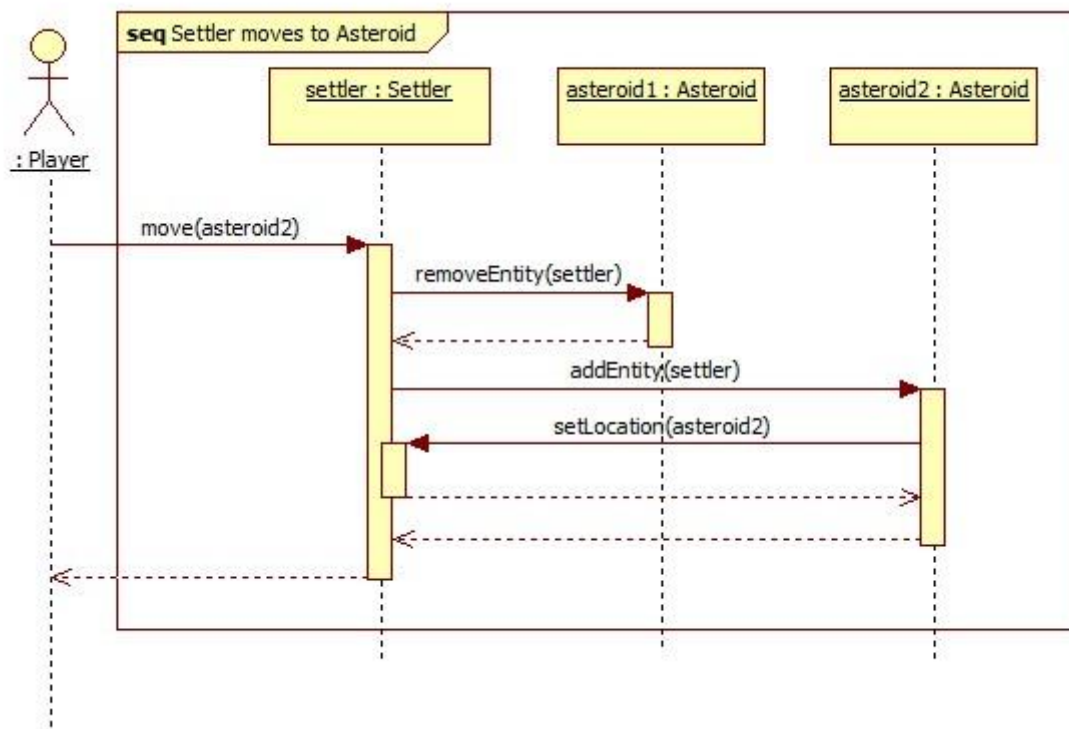 seq Settler moves to Asteroid
settler : Settler
asteroid1 : Asteroid
asteroid2 : Asteroid
: Player
move(asteroid2)
removeEntity(settler)
addEntity(settler)
setLocation(asteroid2)